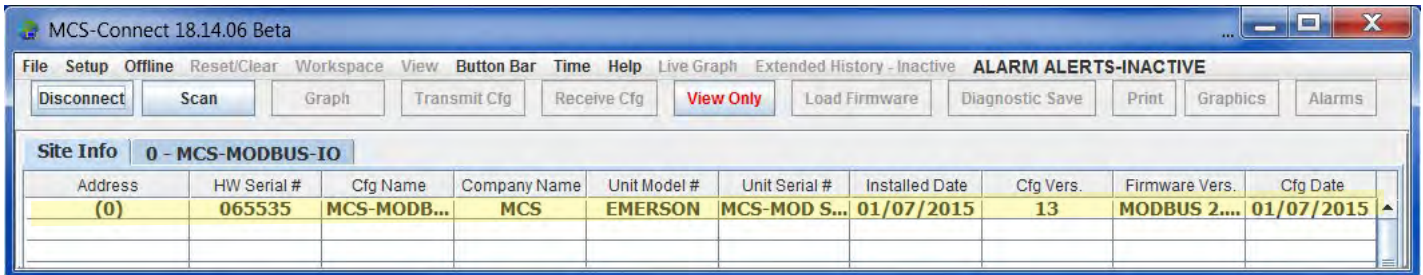 MCS-Connect 18.14.06 Beta ...
File Setup Offline Reset/Clear Workspace View Button Bar Time Help Live Graph Extended History - Inactive ALARM ALERTS-INACTIVE
Disconnect Scan Graph Transmit Cfg Receive Cfg View Only Load Firmware Diagnostic Save Print Graphics Alarms
Site Info 0 - MCS-MODBUS-IO
Address HW Serial # Cfg Name Company Name Unit Model # Unit Serial # Installed Date Cfg Vers. Firmware Vers. Cfg Date
(0) 065535 MCS-MODB... MCS EMERSON MCS-MOD S... 01/07/2015 13 MODBUS 2.... 01/07/2015